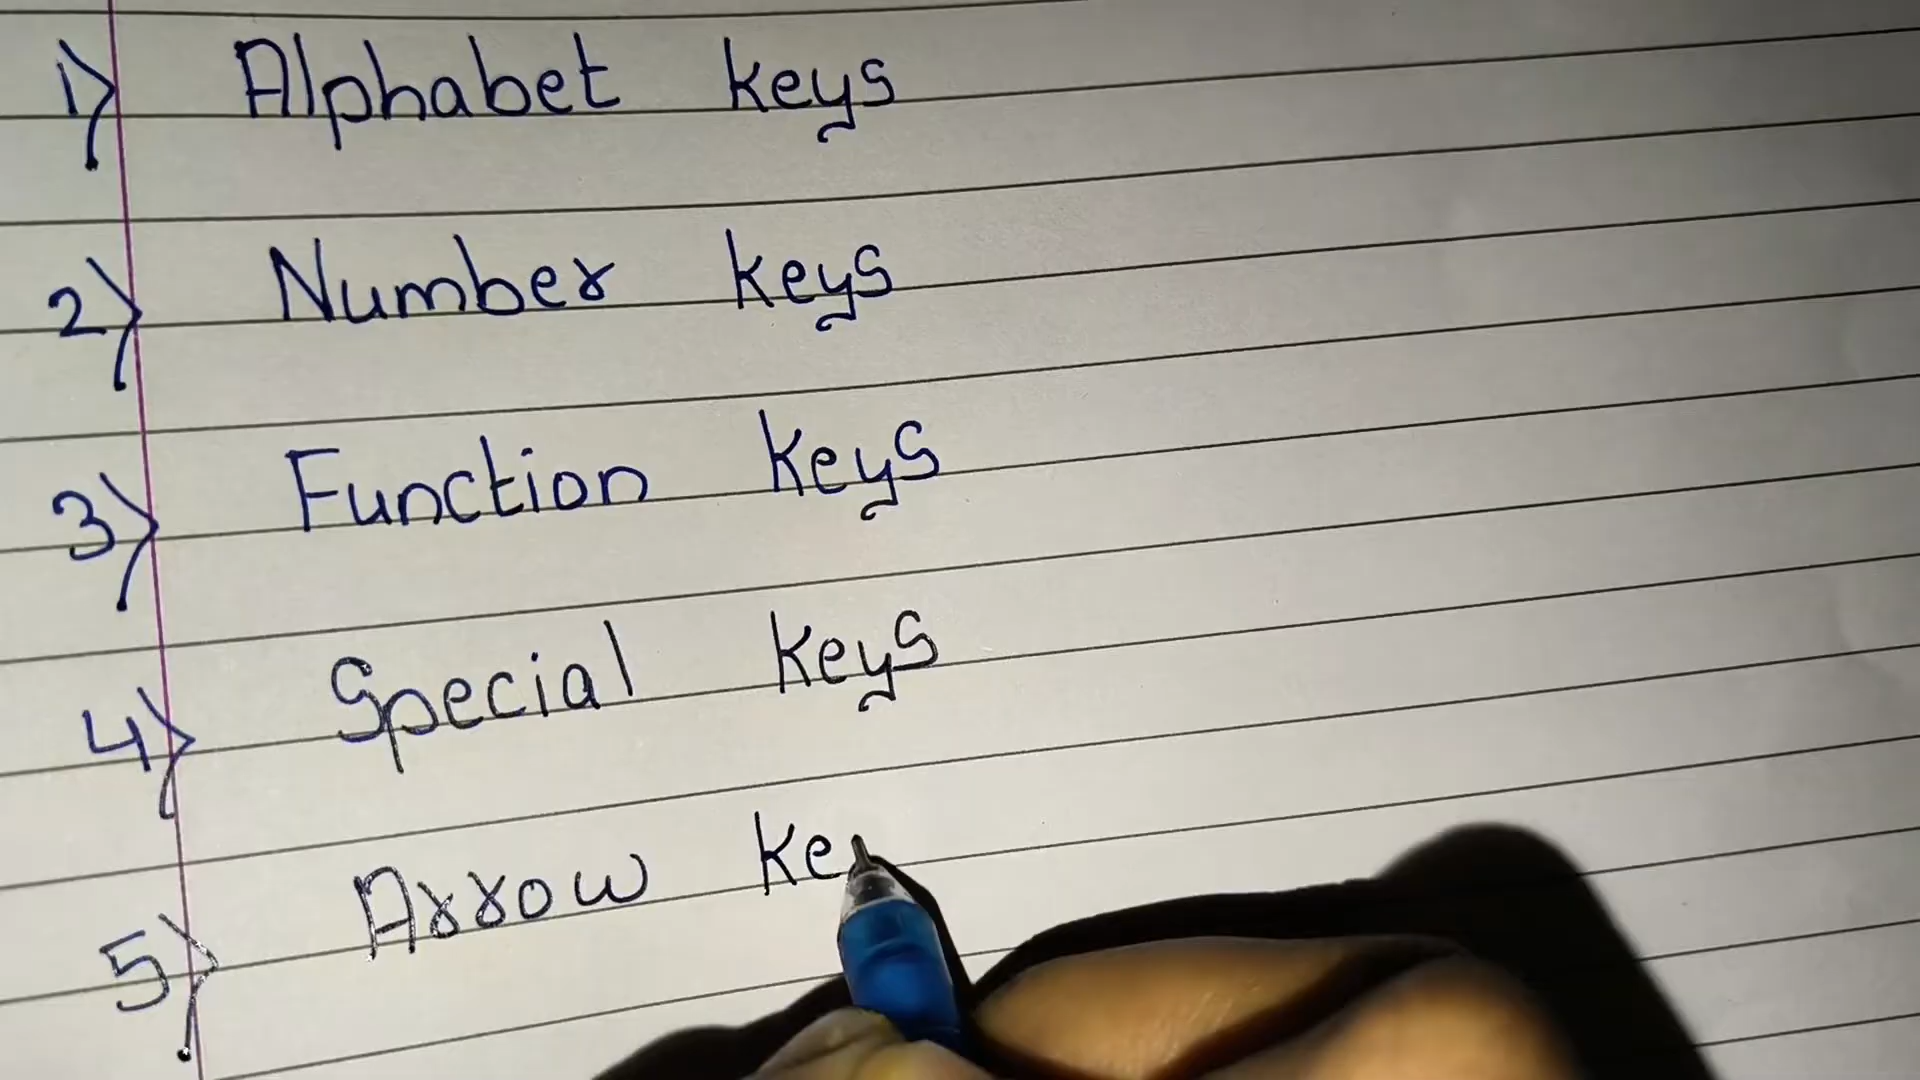 1) Alphabet keys
2) Number keys
3) Function keys
4) Special keys
5) Arrow ke